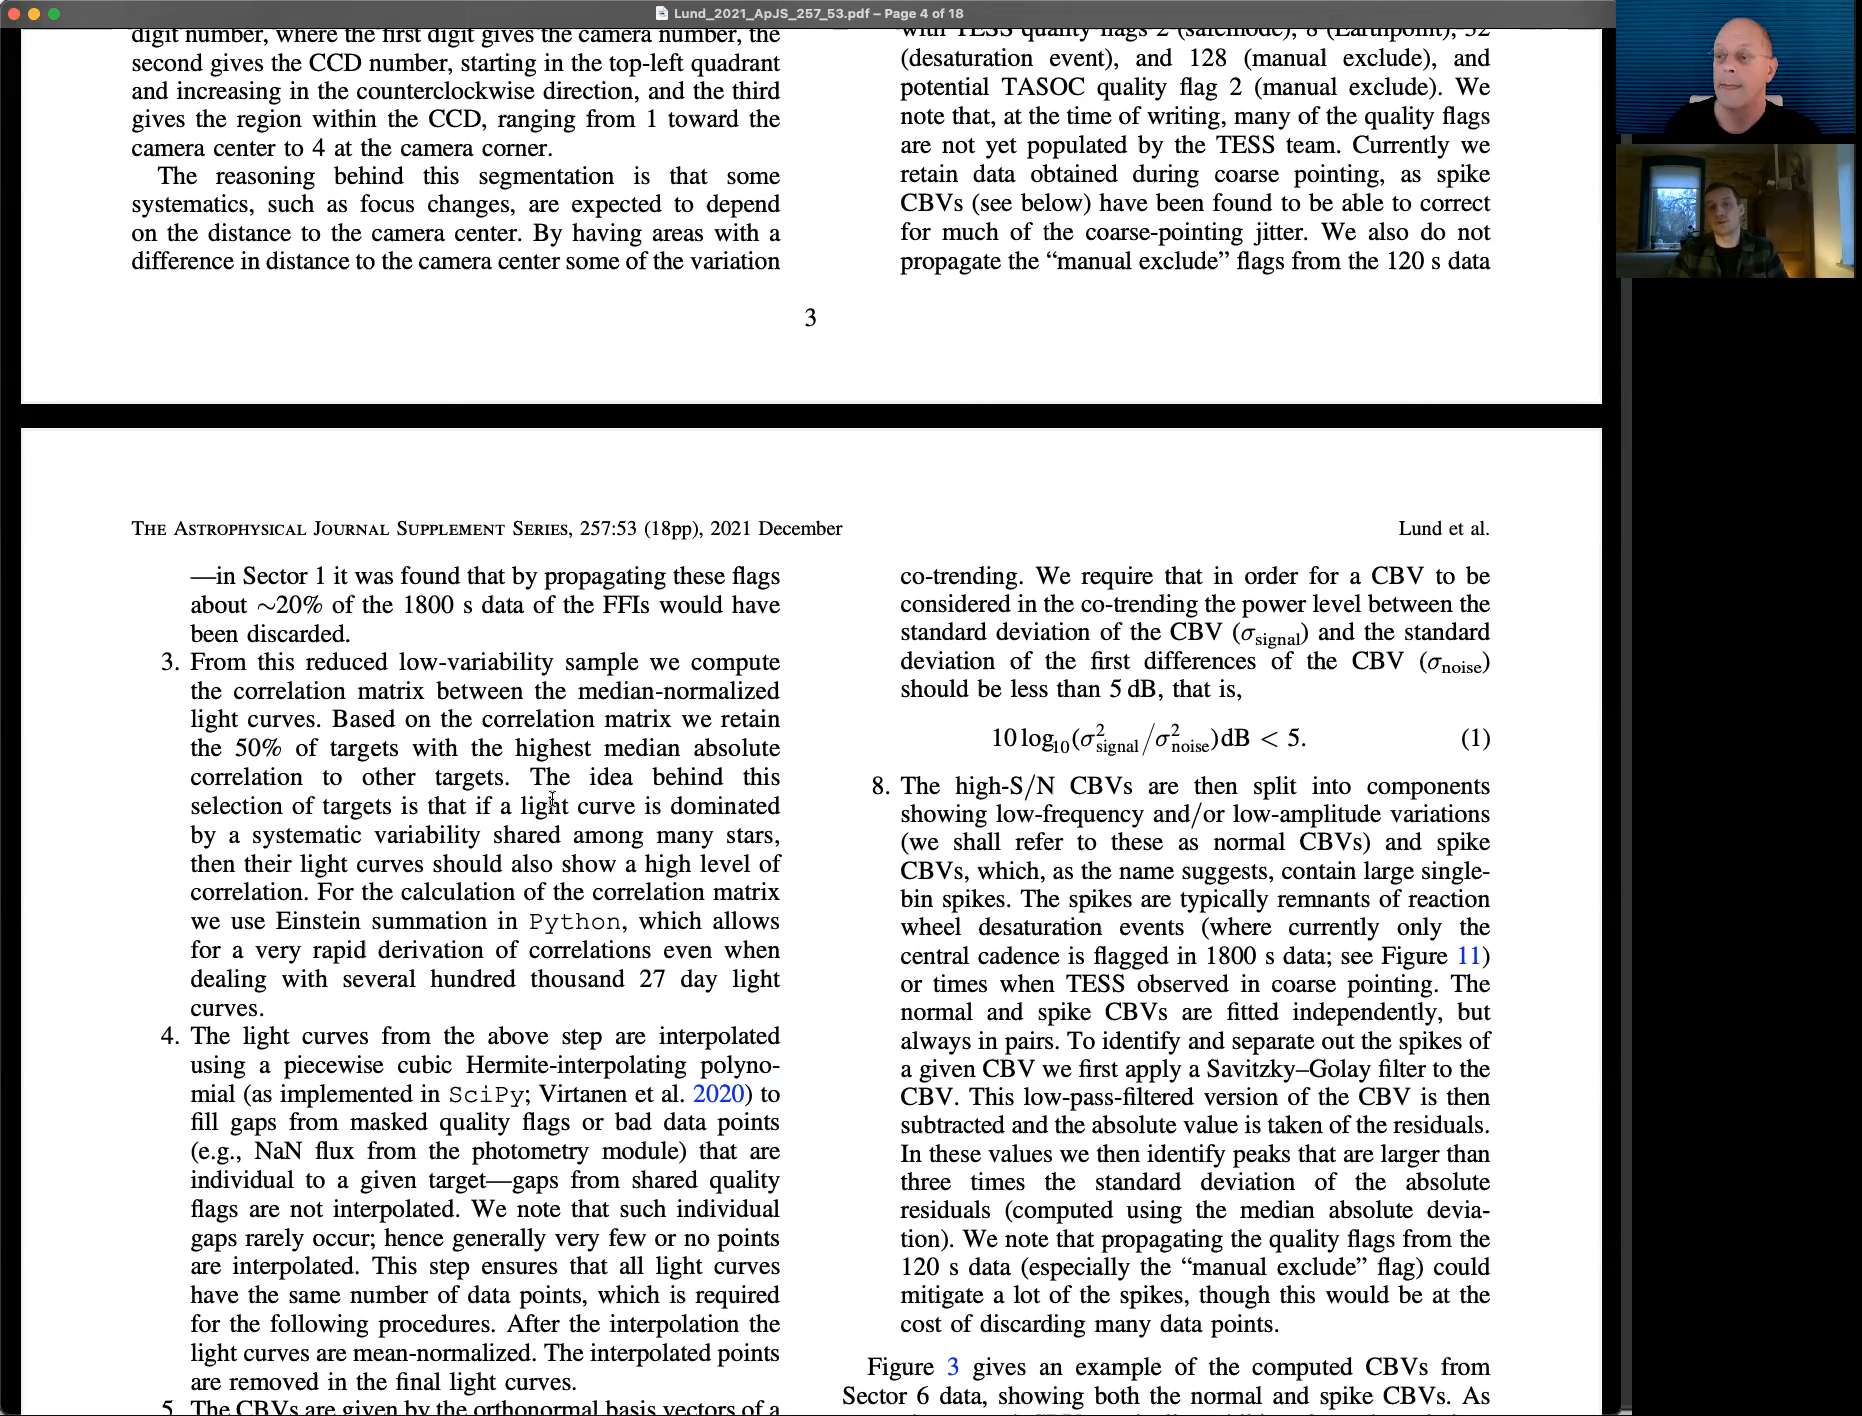 Lund_2021_ApJS_257_53.pdf – Page 4 of 18
digit number, where the first digit gives the camera number, the
second gives the CCD number, starting in the top-left quadrant
and increasing in the counterclockwise direction, and the third
gives the region within the CCD, ranging from 1 toward the
camera center to 4 at the camera corner.
The reasoning behind this segmentation is that some
systematics, such as focus changes, are expected to depend
on the distance to the camera center. By having areas with a
difference in distance to the camera center some of the variation
with TESS quality flags 2 (safemode), 8 (Earthpoint), 32
(desaturation event), and 128 (manual exclude), and
potential TASOC quality flag 2 (manual exclude). We
note that, at the time of writing, many of the quality flags
are not yet populated by the TESS team. Currently we
retain data obtained during coarse pointing, as spike
CBVs (see below) have been found to be able to correct
for much of the coarse-pointing jitter. We also do not
propagate the “manual exclude” flags from the 120 s data
3
THE ASTROPHYSICAL JOURNAL SUPPLEMENT SERIES, 257:53 (18pp), 2021 December
Lund et al.
—in Sector 1 it was found that by propagating these flags
about ∼20% of the 1800 s data of the FFIs would have
been discarded.
3. From this reduced low-variability sample we compute
the correlation matrix between the median-normalized
light curves. Based on the correlation matrix we retain
the 50% of targets with the highest median absolute
correlation to other targets. The idea behind this
selection of targets is that if a light curve is dominated
by a systematic variability shared among many stars,
then their light curves should also show a high level of
correlation. For the calculation of the correlation matrix
we use Einstein summation in Python, which allows
for a very rapid derivation of correlations even when
dealing with several hundred thousand 27 day light
curves.
4. The light curves from the above step are interpolated
using a piecewise cubic Hermite-interpolating polyno-
mial (as implemented in SciPy; Virtanen et al. 2020) to
fill gaps from masked quality flags or bad data points
(e.g., NaN flux from the photometry module) that are
individual to a given target—gaps from shared quality
flags are not interpolated. We note that such individual
gaps rarely occur; hence generally very few or no points
are interpolated. This step ensures that all light curves
have the same number of data points, which is required
for the following procedures. After the interpolation the
light curves are mean-normalized. The interpolated points
are removed in the final light curves.
5. The CBVs are given by the orthonormal basis vectors of a
co-trending. We require that in order for a CBV to be
considered in the co-trending the power level between the
standard deviation of the CBV (σsignal) and the standard
deviation of the first differences of the CBV (σnoise)
should be less than 5 dB, that is,
10 log10(σ²signal/σ²noise)dB < 5. (1)
8. The high-S/N CBVs are then split into components
showing low-frequency and/or low-amplitude variations
(we shall refer to these as normal CBVs) and spike
CBVs, which, as the name suggests, contain large single-
bin spikes. The spikes are typically remnants of reaction
wheel desaturation events (where currently only the
central cadence is flagged in 1800 s data; see Figure 11)
or times when TESS observed in coarse pointing. The
normal and spike CBVs are fitted independently, but
always in pairs. To identify and separate out the spikes of
a given CBV we first apply a Savitzky–Golay filter to the
CBV. This low-pass-filtered version of the CBV is then
subtracted and the absolute value is taken of the residuals.
In these values we then identify peaks that are larger than
three times the standard deviation of the absolute
residuals (computed using the median absolute devia-
tion). We note that propagating the quality flags from the
120 s data (especially the “manual exclude” flag) could
mitigate a lot of the spikes, though this would be at the
cost of discarding many data points.
Figure 3 gives an example of the computed CBVs from
Sector 6 data, showing both the normal and spike CBVs. As